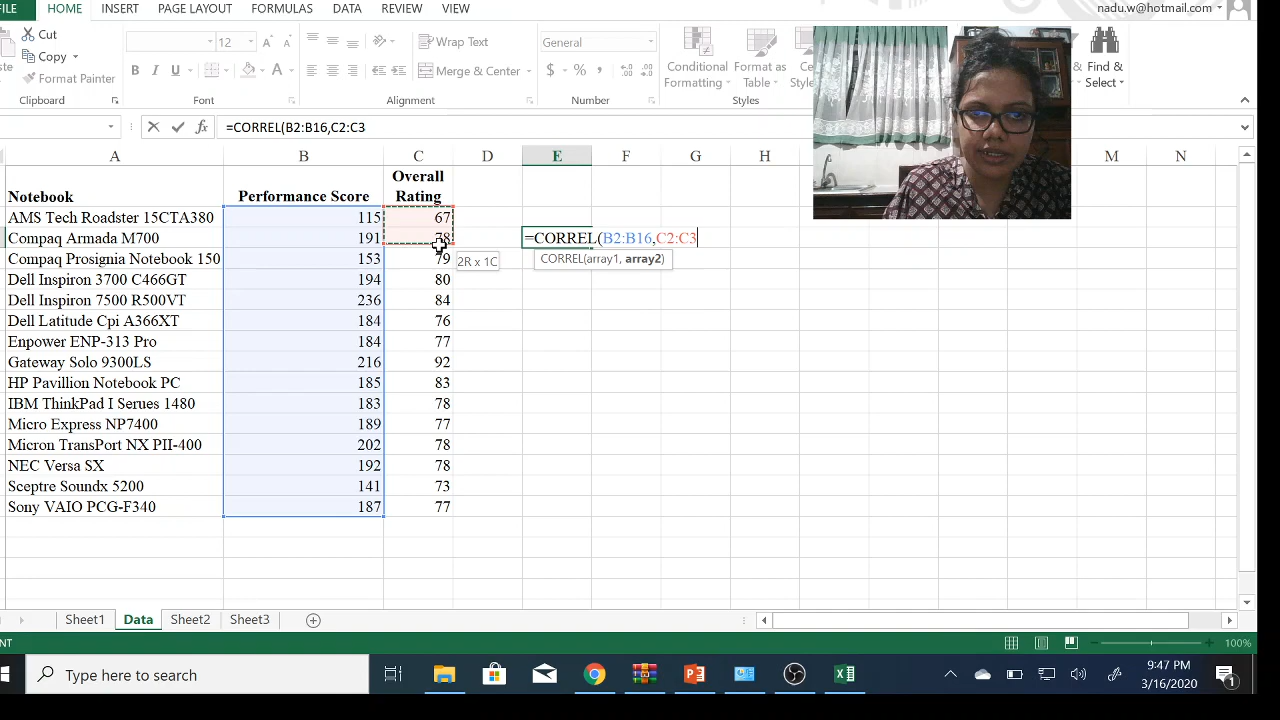 FILE HOME INSERT PAGE LAYOUT FORMULAS DATA REVIEW VIEW nadu.w@hotmail.com
Cut
Copy
Format Painter
Clipboard
12 A A
B I U A
Font
Wrap Text
Merge & Center
Alignment
General
$ % , .00
Number
Conditional Formatting
Format as Table
Styles
Find & Select
fx =CORREL(B2:B16,C2:C3
A B C D E F G H M N
Notebook Performance Score Overall Rating
AMS Tech Roadster 15CTA380 115 67
Compaq Armada M700 191 78 =CORREL(B2:B16,C2:C3
Compaq Prosignia Notebook 150 153 79 2R x 1C CORREL(array1, array2)
Dell Inspiron 3700 C466GT 194 80
Dell Inspiron 7500 R500VT 236 84
Dell Latitude Cpi A366XT 184 76
Enpower ENP-313 Pro 184 77
Gateway Solo 9300LS 216 92
HP Pavillion Notebook PC 185 83
IBM ThinkPad I Serues 1480 183 78
Micro Express NP7400 189 77
Micron TransPort NX PII-400 202 78
NEC Versa SX 192 78
Sceptre Soundx 5200 141 73
Sony VAIO PCG-F340 187 77
Sheet1 Data Sheet2 Sheet3
NT 100%
Type here to search 9:47 PM
3/16/2020 1